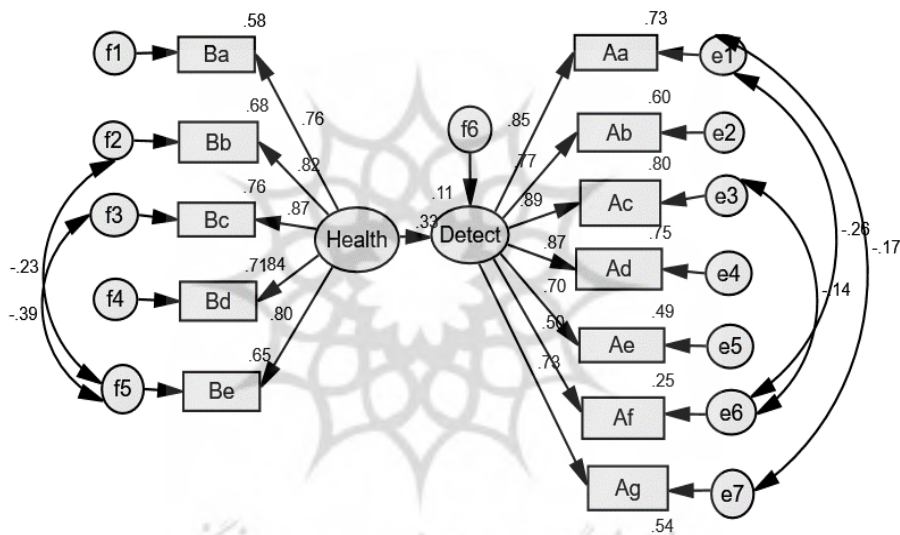 .58
.73
f1
Ba
Aa
e1
.76
.85
.68
.60
f2
Bb
f6
Ab
e2
.82
.77
.80
.76
.11
.89
f3
Bc
.87
Ac
e3
Health
.33
Detect
.75
-.26
-.17
.71
.84
.87
Ad
e4
-.23
f4
Bd
.70
-.14
-.39
.80
.50
.49
Ae
e5
.65
.73
f5
Be
.25
Af
e6
Ag
e7
.54